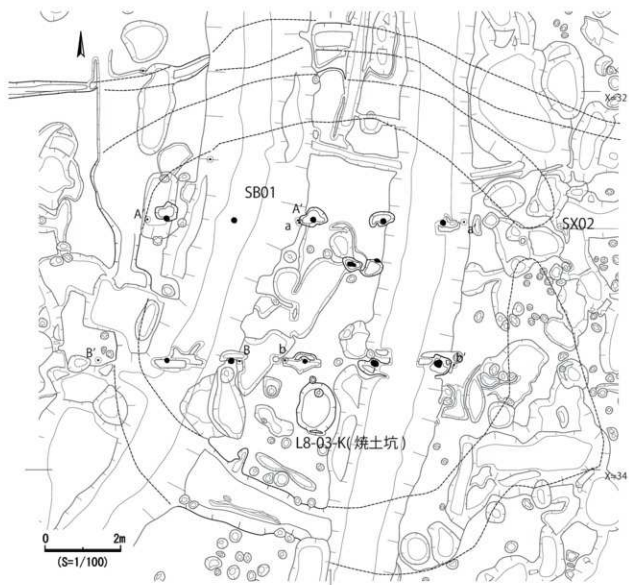 X=32
SB01
A
A'
a
a'
SX02
B'
B
b
b'
L8-03-K(焼土坑)
X=34
0 2m
(S=1/100)